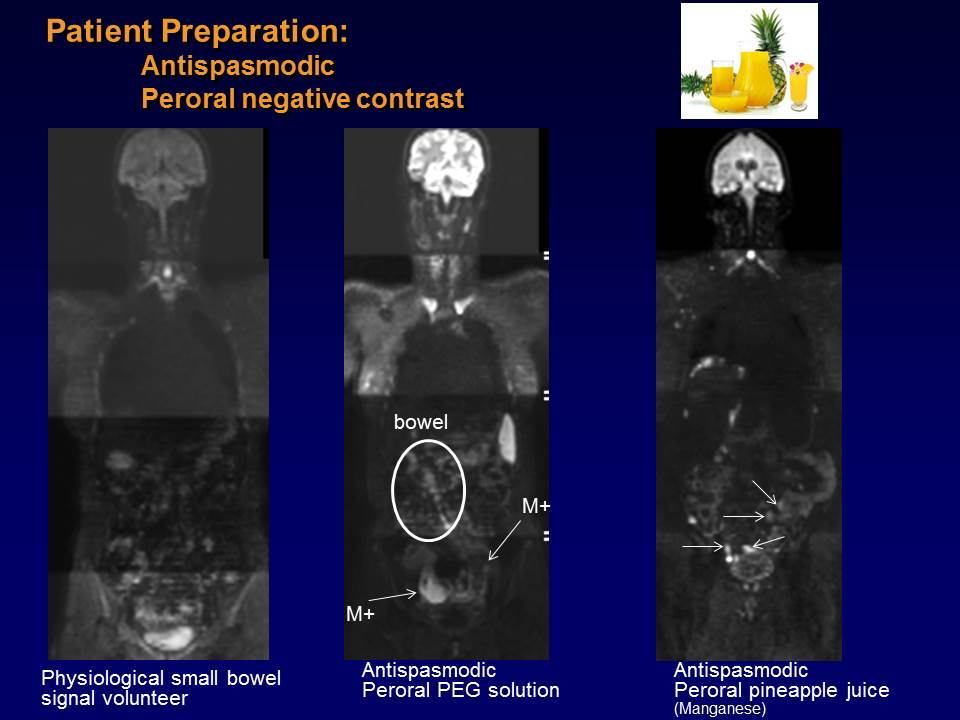 Patient Preparation:
Antispasmodic
Peroral negative contrast
bowel
M+
M+
Physiological small bowel
signal volunteer
Antispasmodic
Peroral PEG solution
Antispasmodic
Peroral pineapple juice
(Manganese)